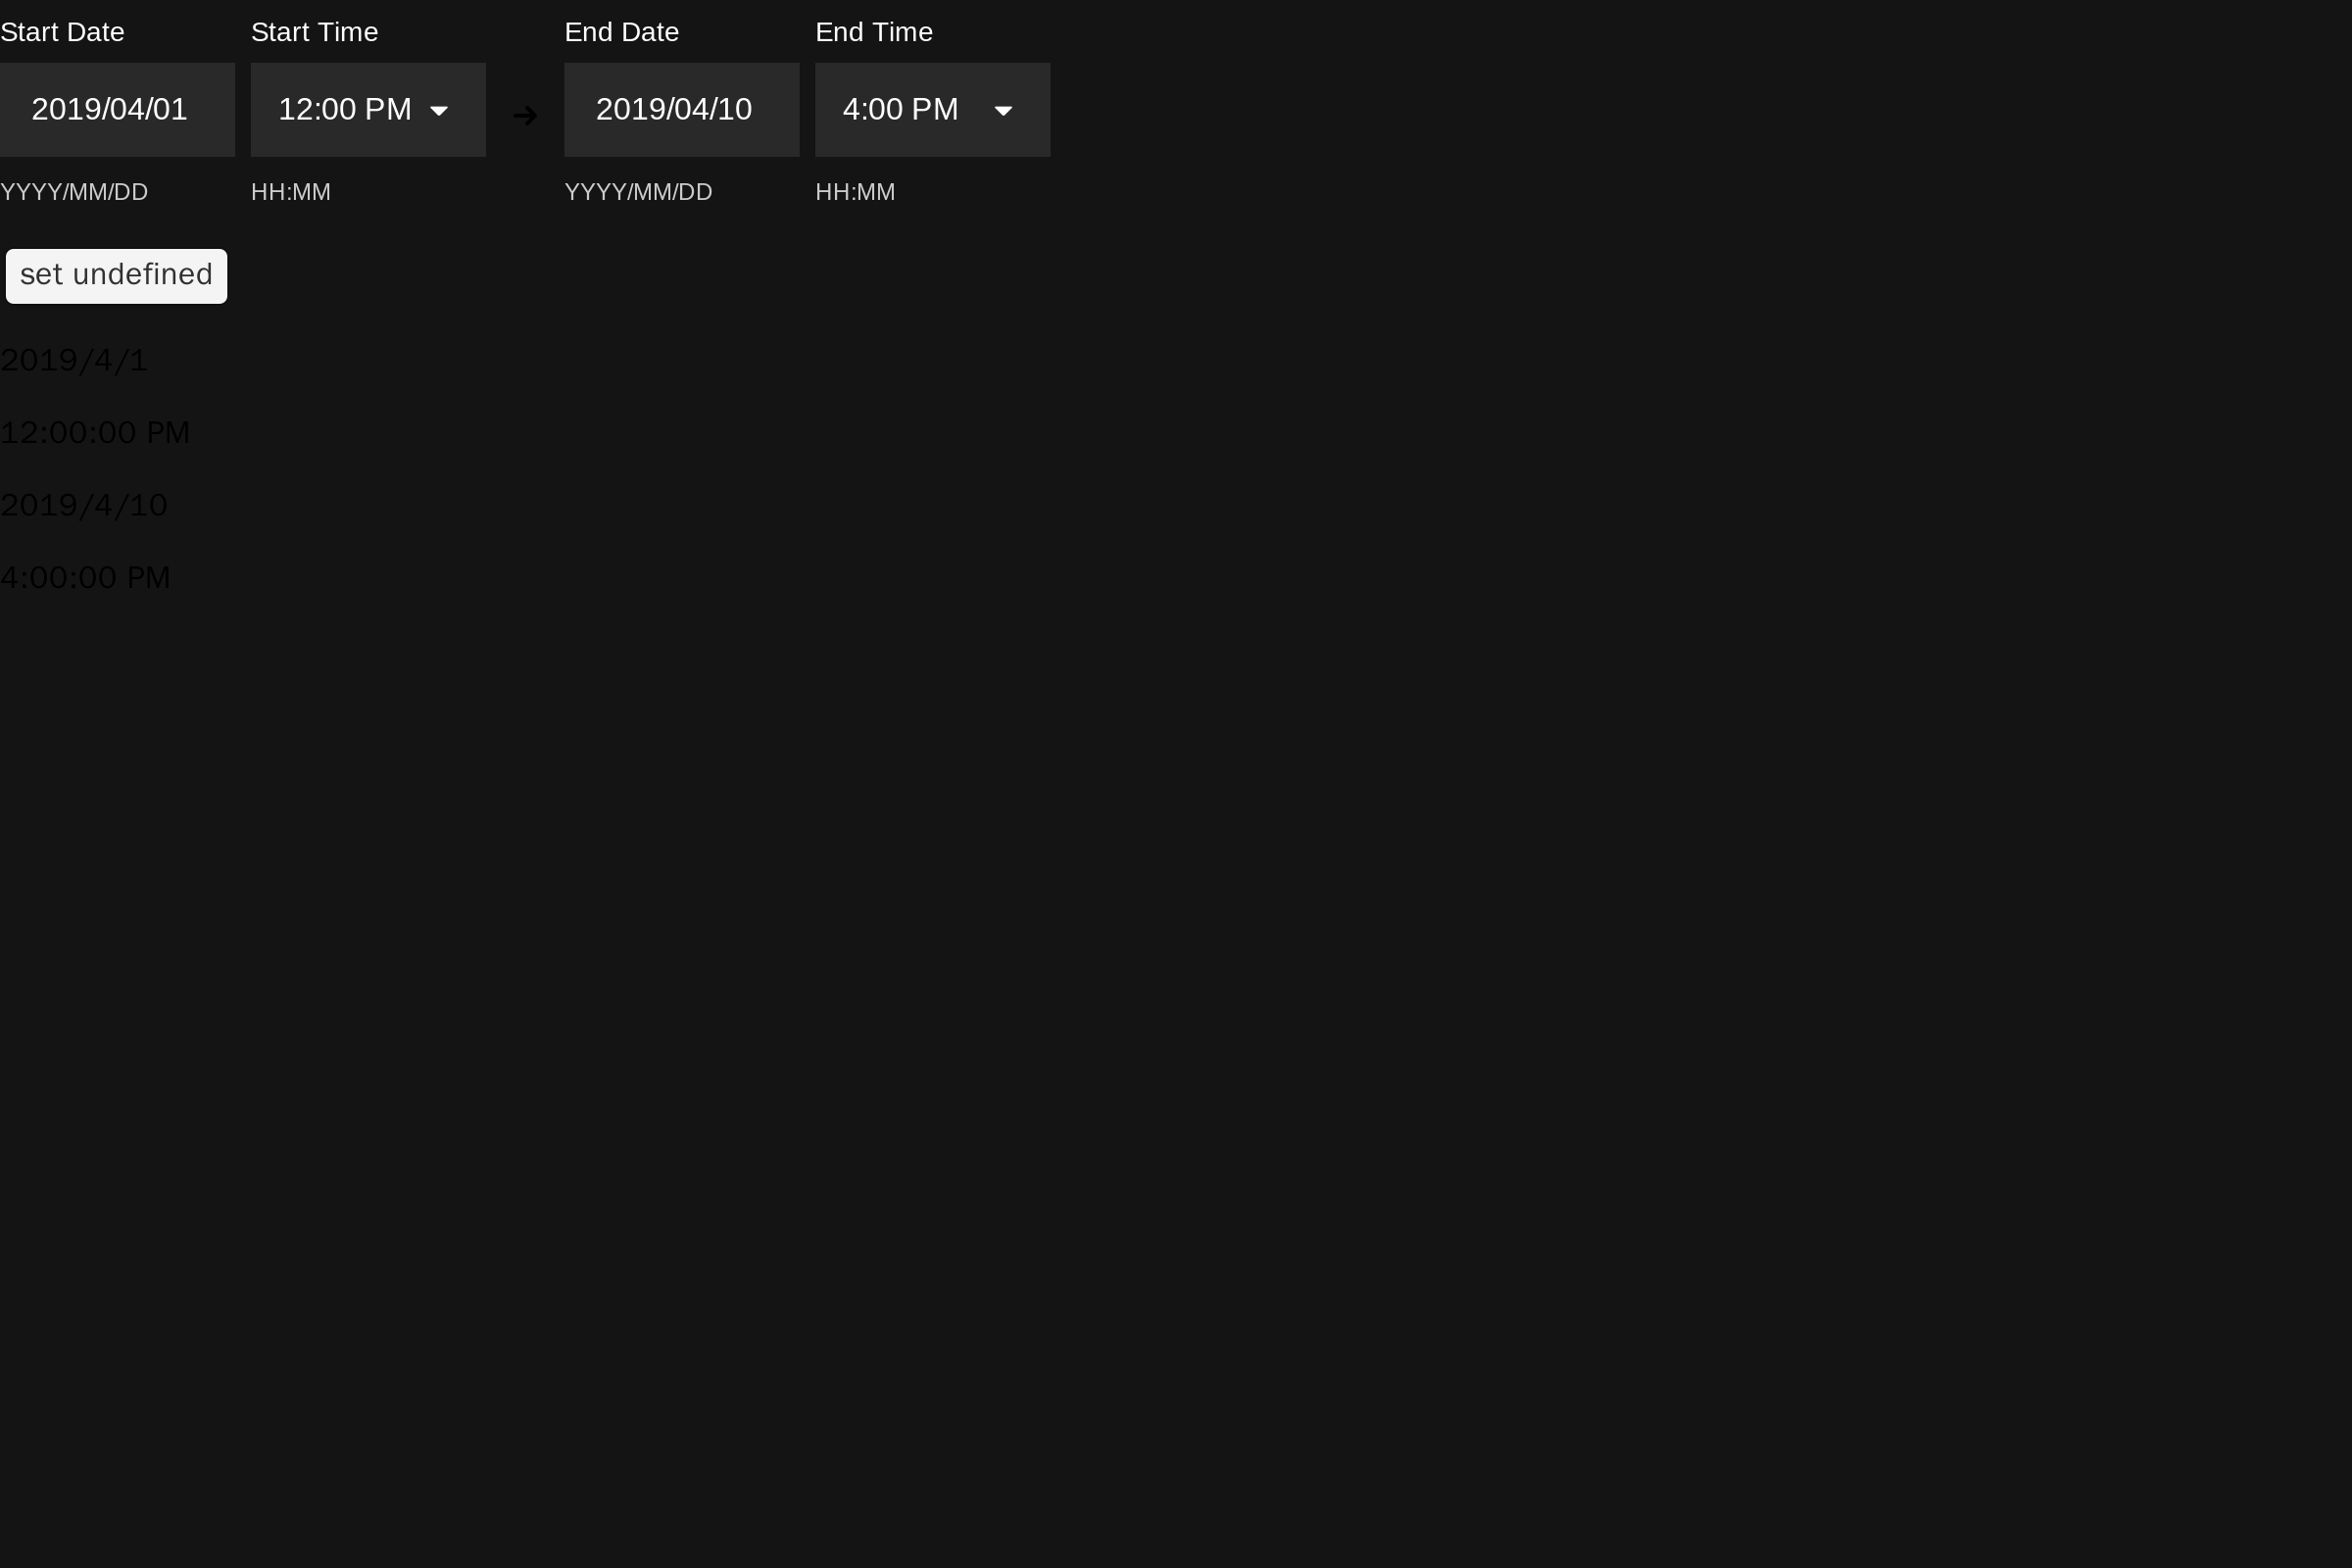 Start Date Start Time End Date End Time
2019/04/01 12:00 PM → 2019/04/10 4:00 PM
YYYY/MM/DD HH:MM YYYY/MM/DD HH:MM
set undefined
2019/4/1
12:00:00 PM
2019/4/10
4:00:00 PM